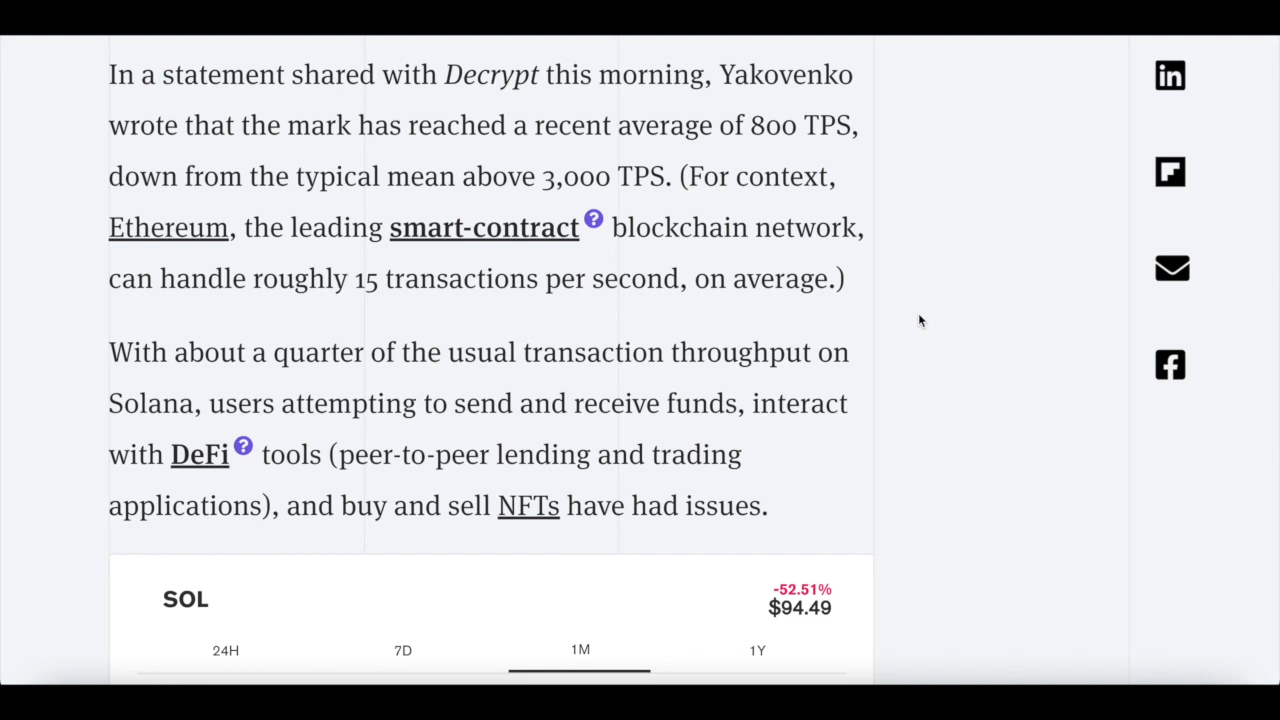 In a statement shared with Decrypt this morning, Yakovenko
wrote that the mark has reached a recent average of 800 TPS,
down from the typical mean above 3,000 TPS. (For context,
Ethereum, the leading smart-contract ? blockchain network,
can handle roughly 15 transactions per second, on average.)
With about a quarter of the usual transaction throughput on
Solana, users attempting to send and receive funds, interact
with DeFi ? tools (peer-to-peer lending and trading
applications), and buy and sell NFTs have had issues.
SOL
-52.51%
$94.49
24H 7D 1M 1Y
in